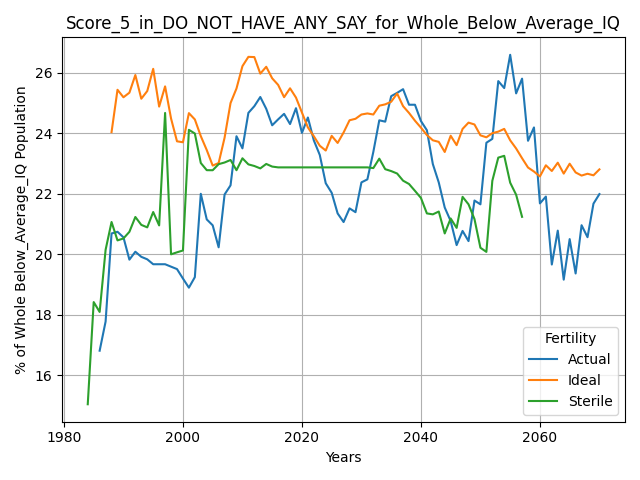 Score_5_in_DO_NOT_HAVE_ANY_SAY_for_Whole_Below_Average_IQ
% of Whole Below_Average_IQ Population
26
24
22
20
18
16
1980
2000
2020
2040
2060
Years
Fertility
Actual
Ideal
Sterile